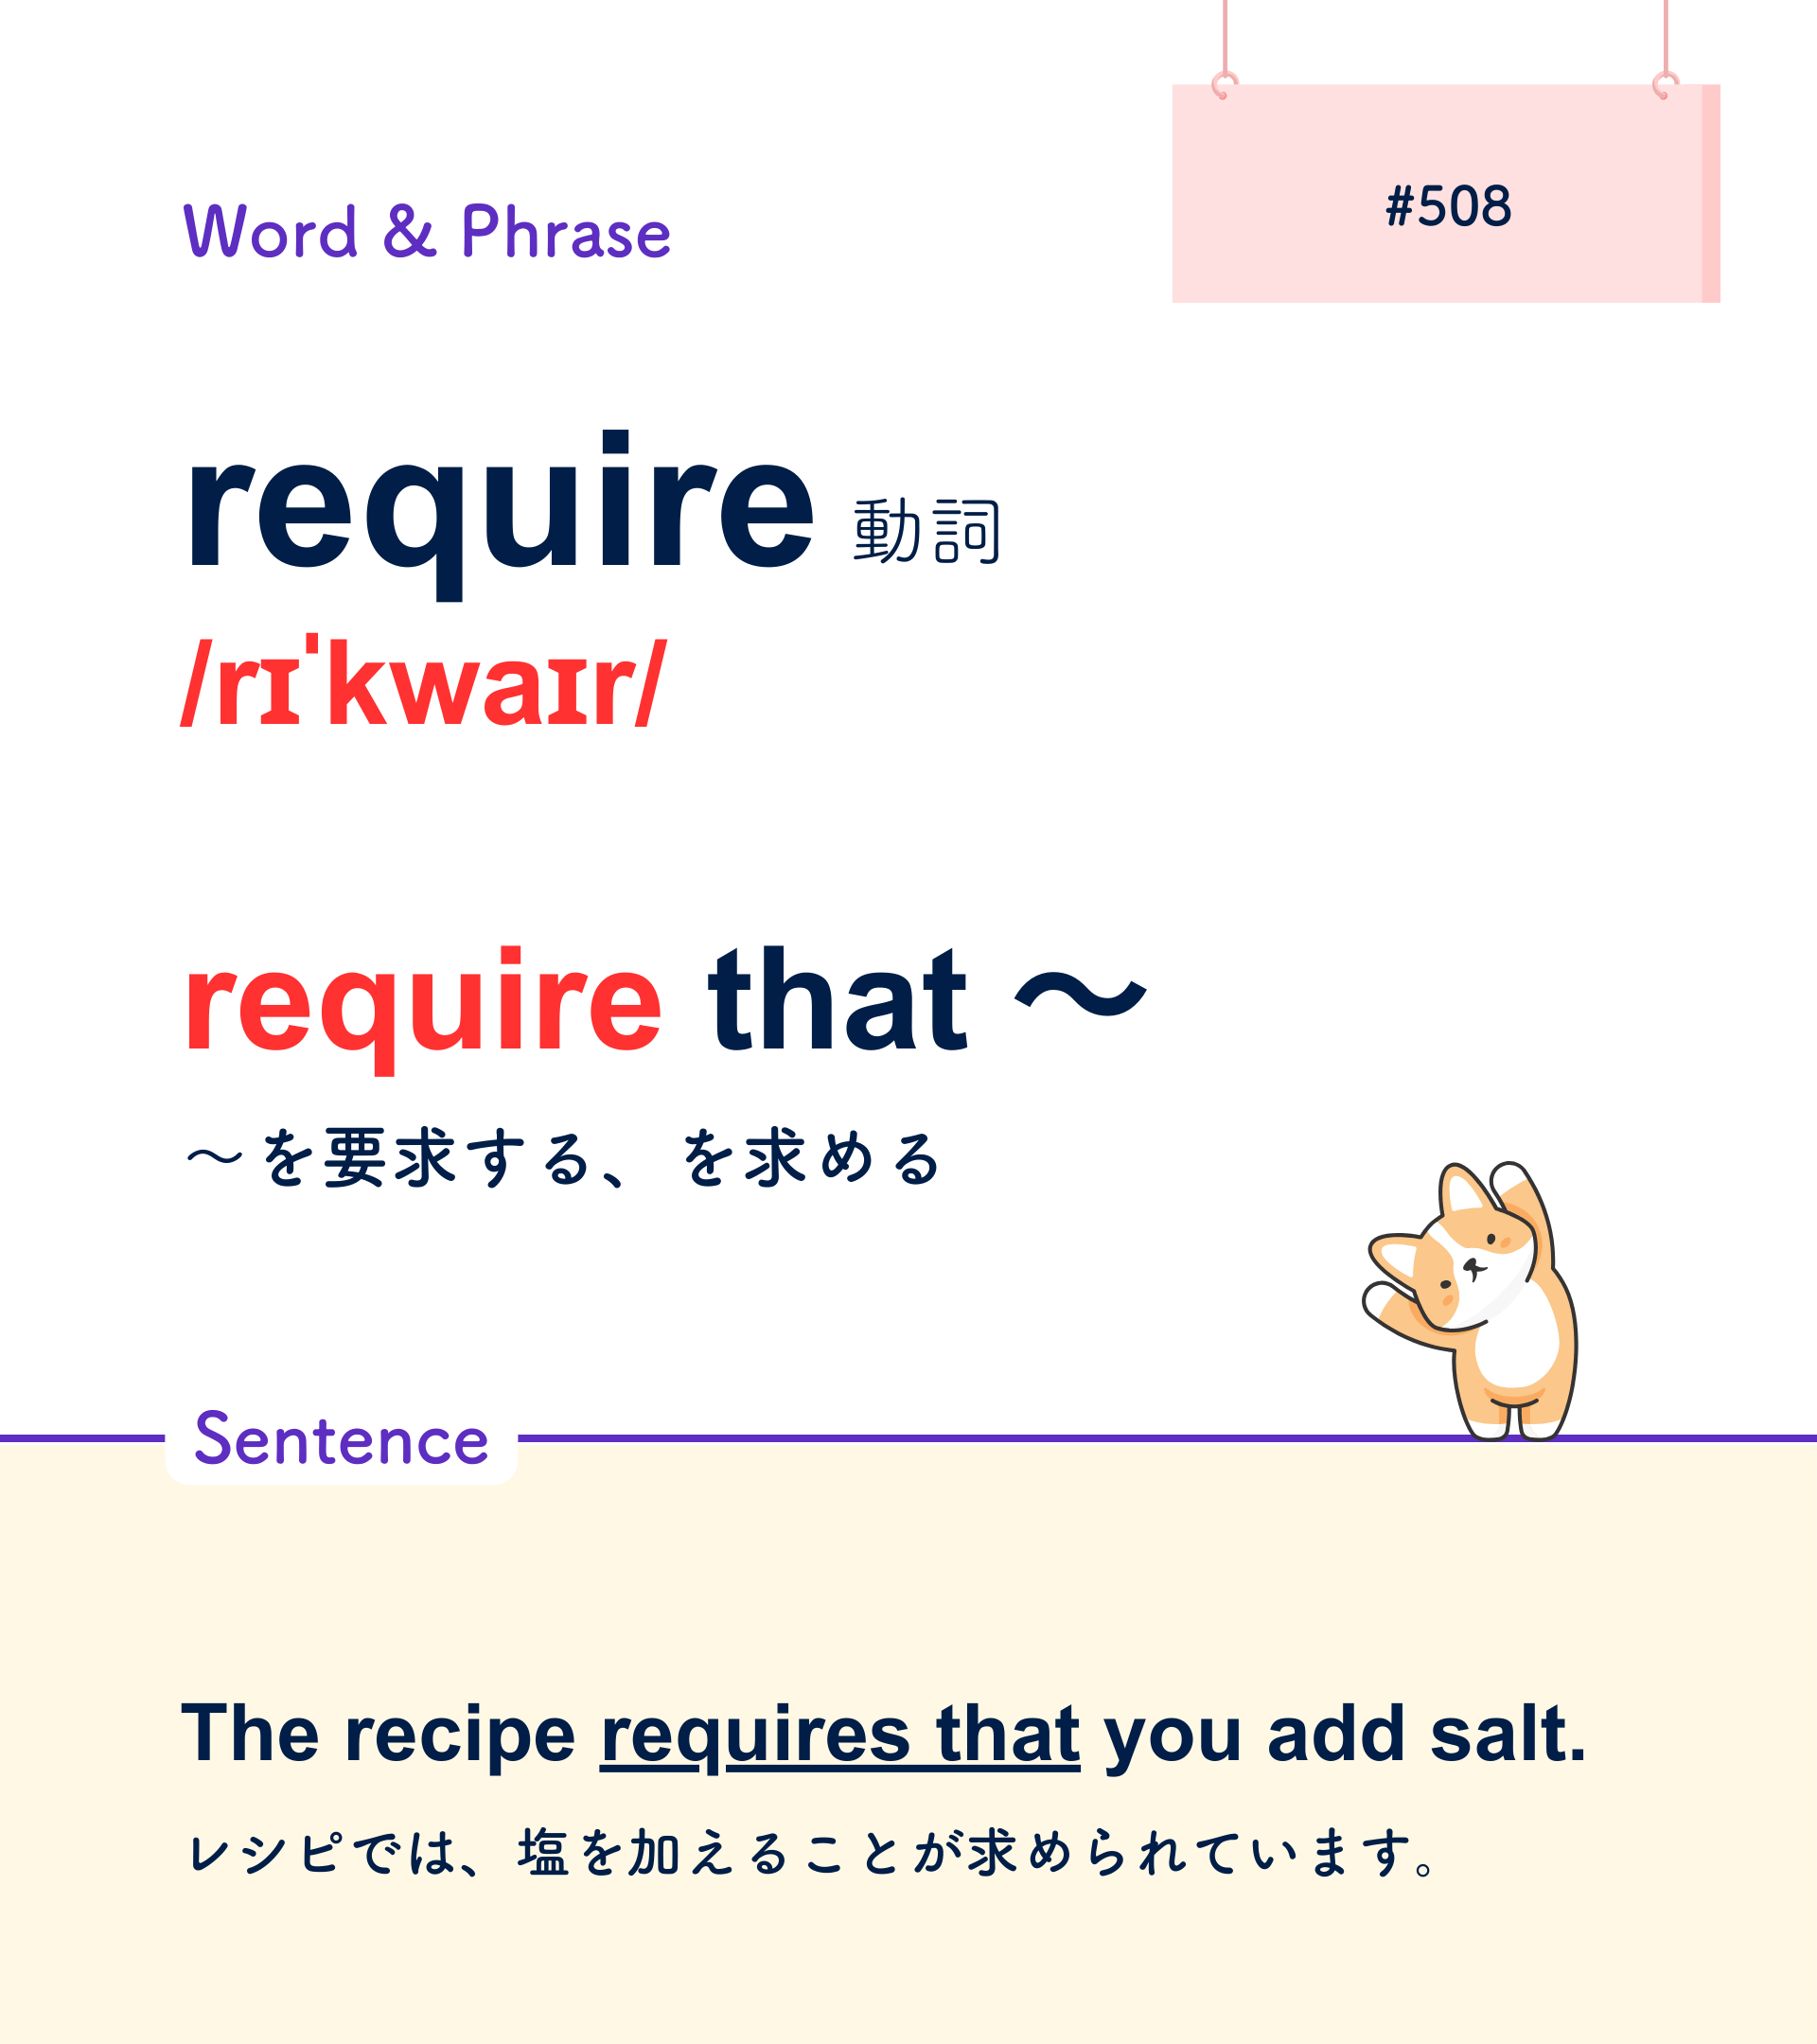 #508
Word & Phrase
require 動詞
/rɪˈkwaɪr/
require that 〜
〜 を要求する、 を求める
Sentence
The recipe requires that you add salt.
レシピでは、塩を加えることが求められています。